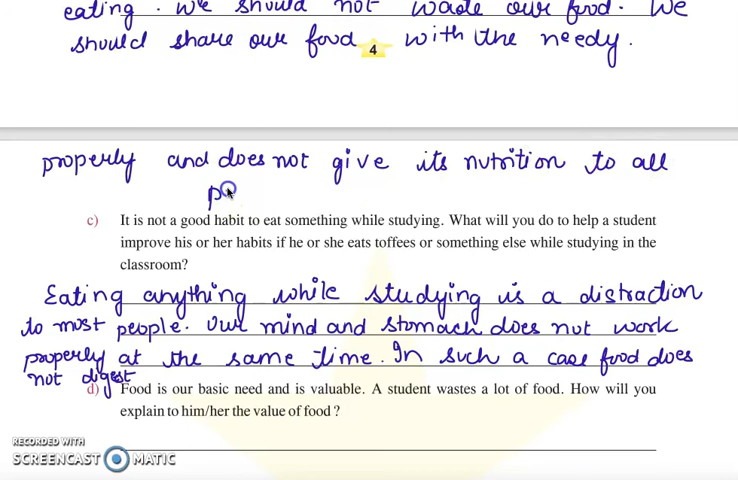 eating. We should not waste our food. We
should share our food with the needy.
4
properly and does not give its nutrition to all
c) It is not a good habit to eat something while studying. What will you do to help a student
improve his or her habits if he or she eats toffees or something else while studying in the
classroom?
Eating anything while studying is a distraction
to most people. Our mind and stomach does not work
properly at the same time. In such a case food does
not digest
d) Food is our basic need and is valuable. A student wastes a lot of food. How will you
explain to him/her the value of food ?
RECORDED WITH
SCREENCAST MATIC